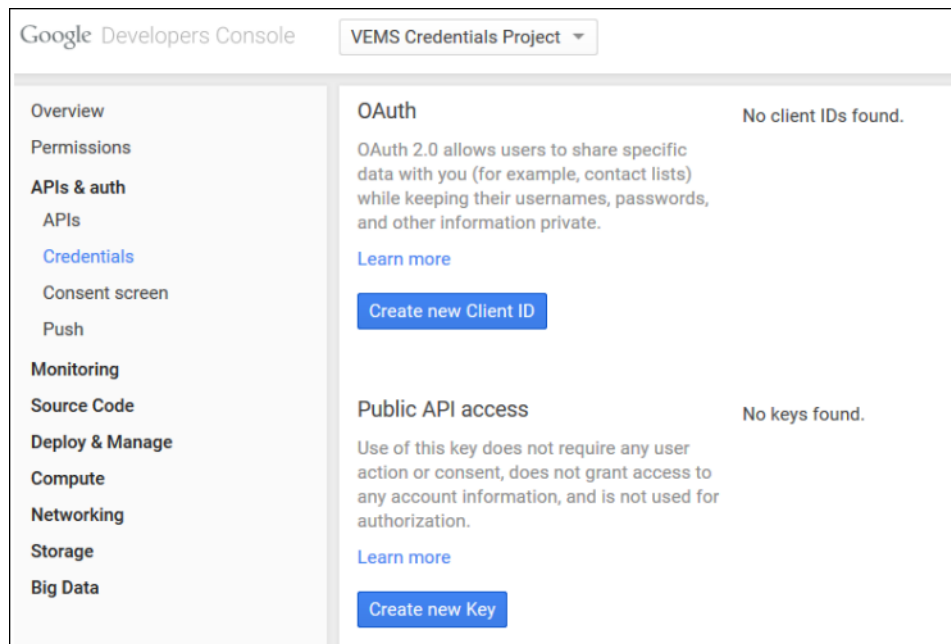 Google Developers Console
VEMS Credentials Project
Overview
Permissions
APIs & auth
APIs
Credentials
Consent screen
Push
Monitoring
Source Code
Deploy & Manage
Compute
Networking
Storage
Big Data
OAuth
OAuth 2.0 allows users to share specific
data with you (for example, contact lists)
while keeping their usernames, passwords,
and other information private.
Learn more
Create new Client ID
No client IDs found.
Public API access
Use of this key does not require any user
action or consent, does not grant access to
any account information, and is not used for
authorization.
Learn more
Create new Key
No keys found.